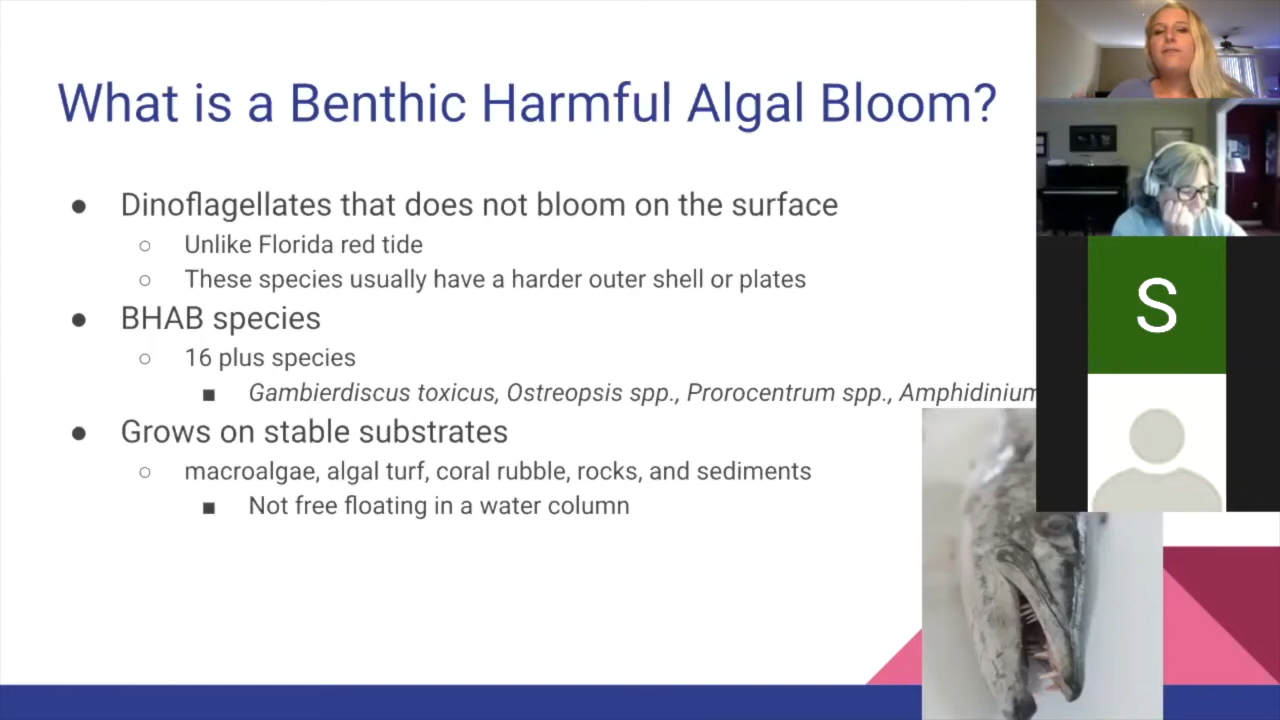 What is a Benthic Harmful Algal Bloom?
● Dinoflagellates that does not bloom on the surface
○ Unlike Florida red tide
○ These species usually have a harder outer shell or plates
● BHAB species
○ 16 plus species
■ Gambierdiscus toxicus, Ostreopsis spp., Prorocentrum spp., Amphidinium
● Grows on stable substrates
○ macroalgae, algal turf, coral rubble, rocks, and sediments
■ Not free floating in a water column
S